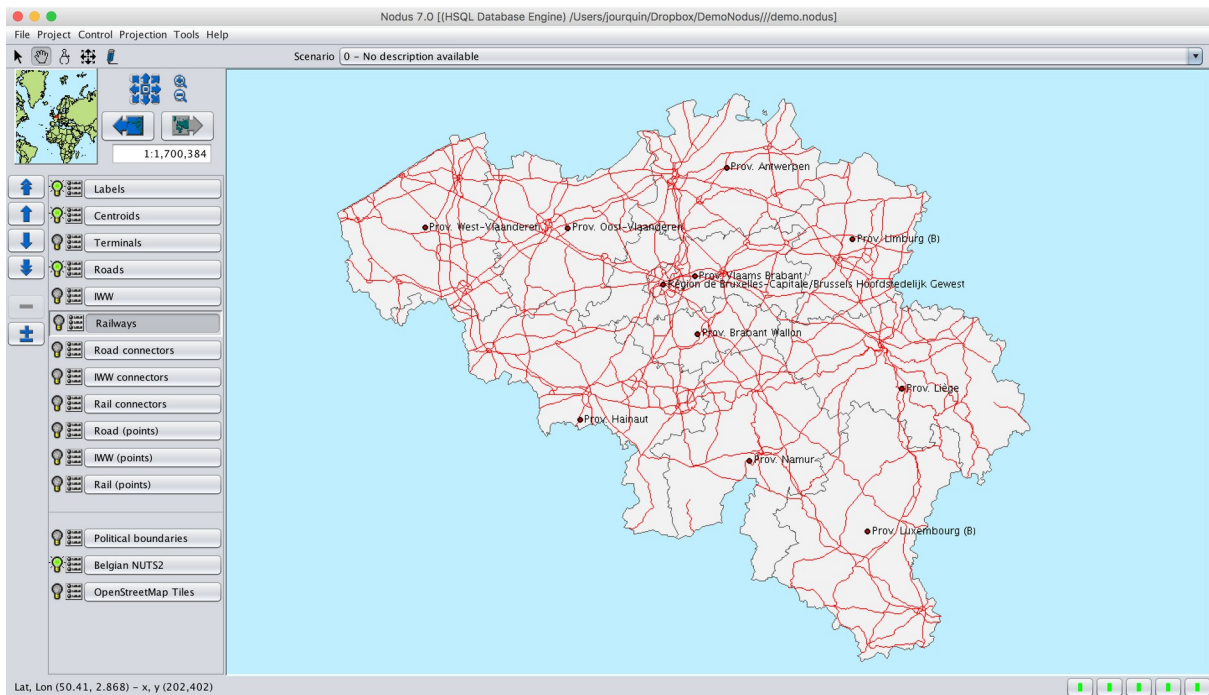 Nodus 7.0 [(HSQL Database Engine) /Users/jourquin/Dropbox/DemoNodus///demo.nodus]
File Project Control Projection Tools Help
Scenario 0 - No description available
1:1,700,384
Labels
Centroids
Terminals
Roads
IWW
Railways
Road connectors
IWW connectors
Rail connectors
Road (points)
IWW (points)
Rail (points)
Political boundaries
Belgian NUTS2
OpenStreetMap Tiles
Prov. Antwerpen
Prov. West-Vlaanderen
Prov. Oost-Vlaanderen
Prov. Limburg (B)
Prov. Vlaams Brabant
Région de Bruxelles-Capitale/Brussels Hoofdstedelijk Gewest
Prov. Brabant Wallon
Prov. Liège
Prov. Hainaut
Prov. Namur
Prov. Luxembourg (B)
Lat, Lon (50.41, 2.868) - x, y (202,402)